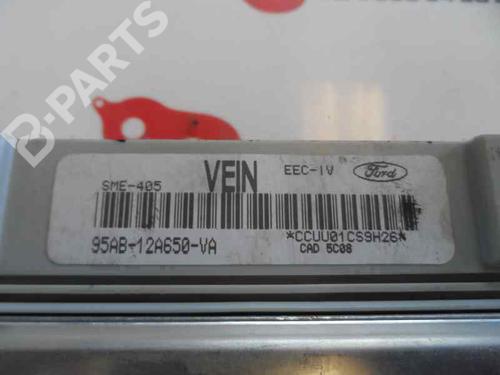 B-PARTS
SME-405 VEIN EEC-IV Ford
95AB-12A650-VA *CCUU01CS9H26*
CAD 5C08